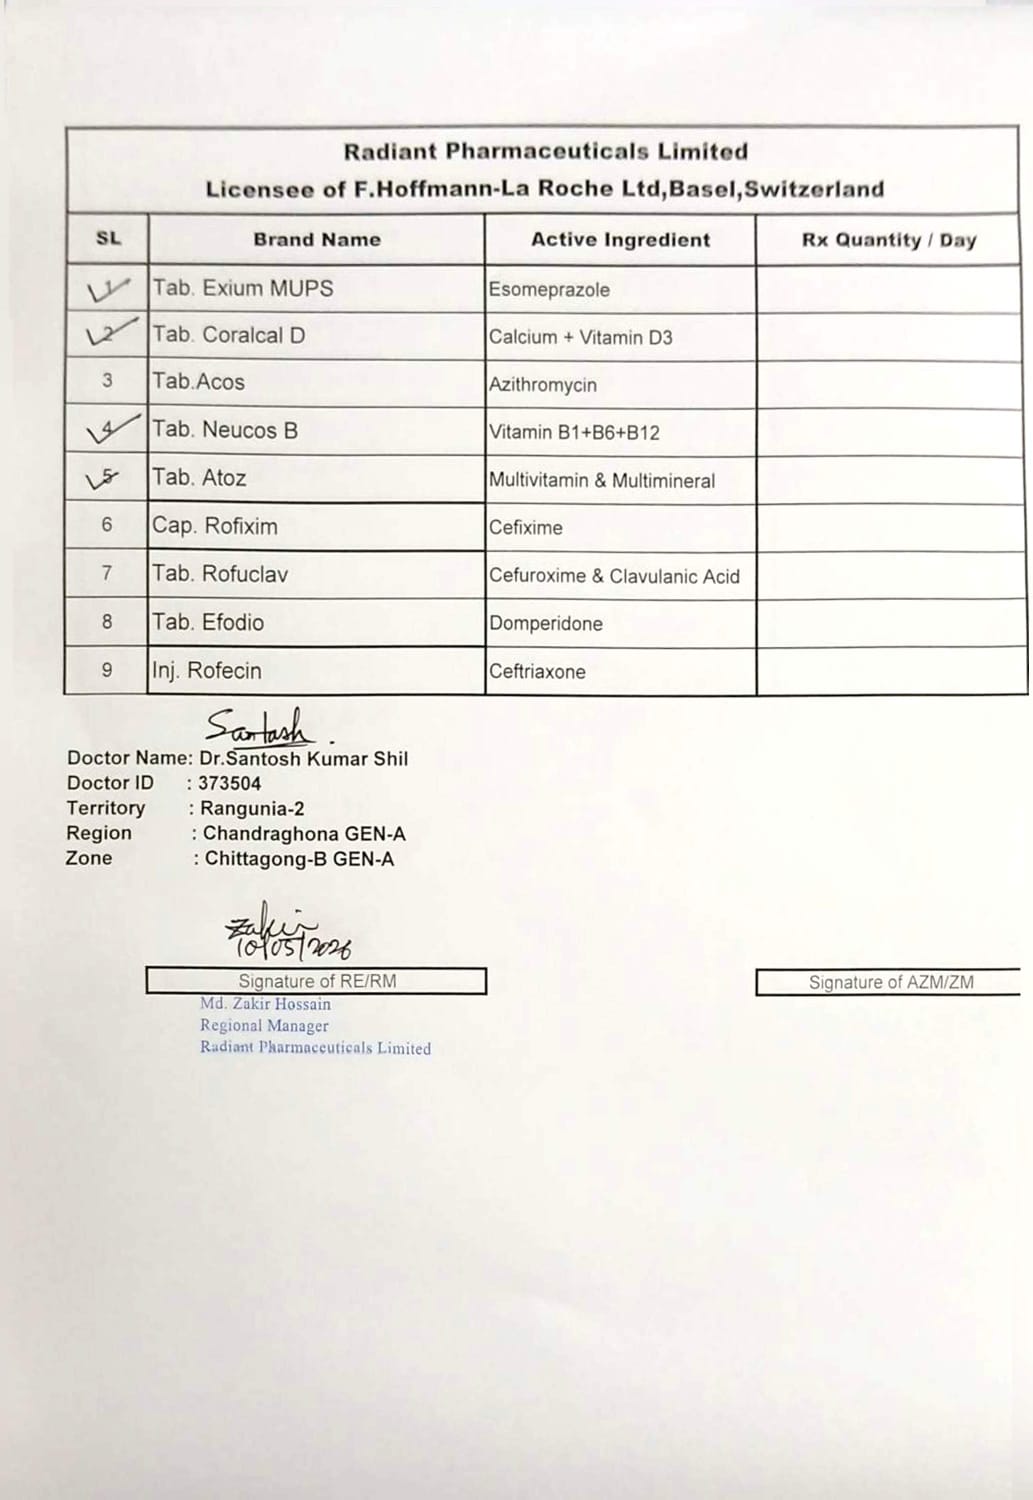 Radiant Pharmaceuticals Limited
Licensee of F.Hoffmann-La Roche Ltd,Basel,Switzerland
SL Brand Name Active Ingredient Rx Quantity / Day
1 Tab. Exium MUPS Esomeprazole
2 Tab. Coralcal D Calcium + Vitamin D3
3 Tab.Acos Azithromycin
4 Tab. Neucos B Vitamin B1+B6+B12
5 Tab. Atoz Multivitamin & Multimineral
6 Cap. Rofixim Cefixime
7 Tab. Rofuclav Cefuroxime & Clavulanic Acid
8 Tab. Efodio Domperidone
9 Inj. Rofecin Ceftriaxone
Santash
Doctor Name: Dr.Santosh Kumar Shil
Doctor ID : 373504
Territory : Rangunia-2
Region : Chandraghona GEN-A
Zone : Chittagong-B GEN-A
Zakir
10/05/2026
Signature of RE/RM Signature of AZM/ZM
Md. Zakir Hossain
Regional Manager
Radiant Pharmaceuticals Limited